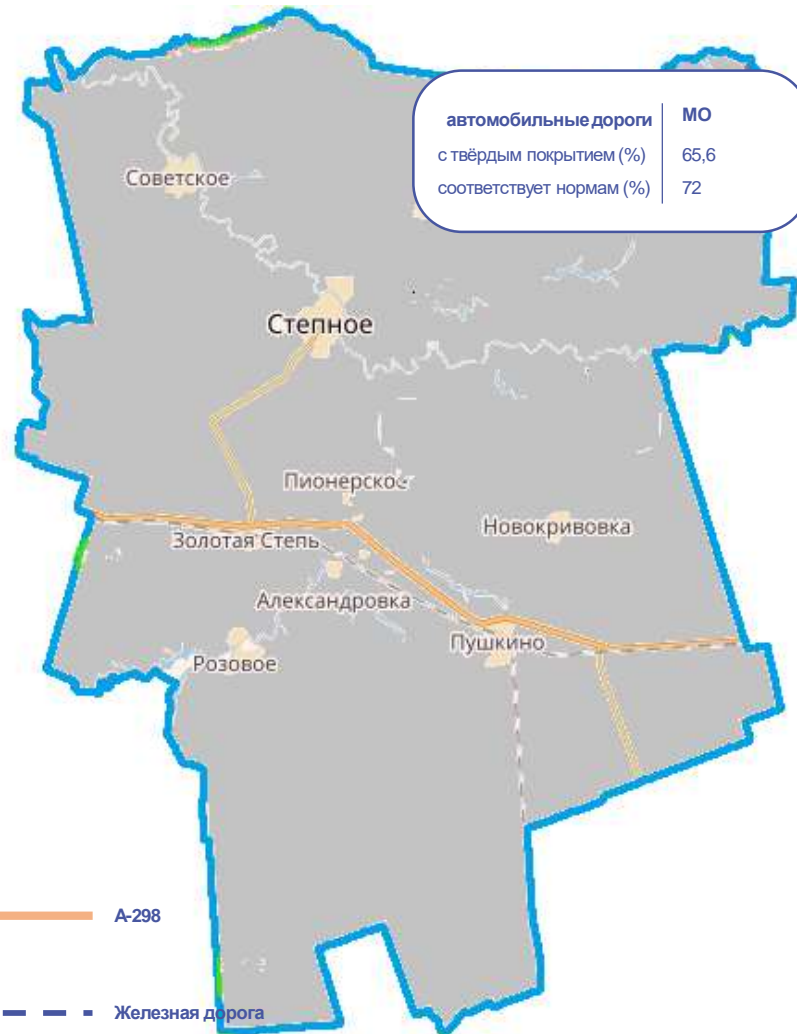 автомобильные дороги МО
с твёрдым покрытием (%) 65,6
соответствует нормам (%) 72
Советское
Степное
Пионерское
Новокривовка
Золотая Степь
Александровка
Пушкино
Розовое
А-298
Железная дорога